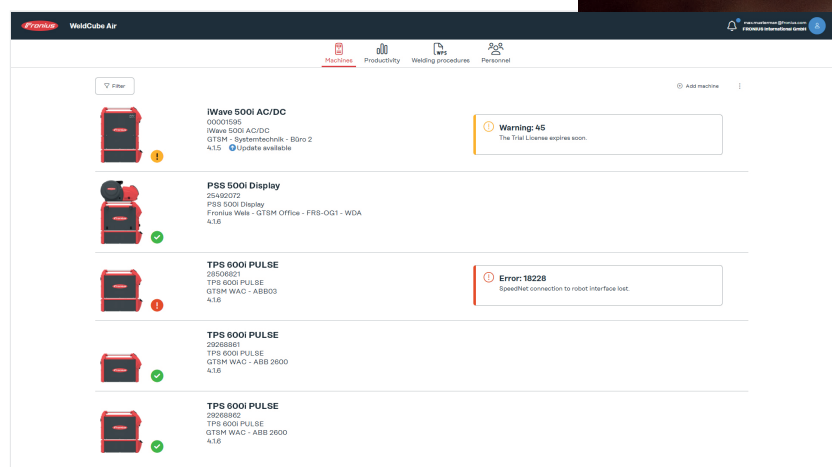 Fronius WeldCube Air
max.mustermann@fronius.com
FRONIUS International GmbH
Machines Productivity Welding procedures Personnel
WPS
Filter
Add machine
iWave 500i AC/DC
00001595
iWave 500i AC/DC
GTSM - Systemtechnik - Büro 2
4.1.5 Update available
Warning: 45
The Trial License expires soon.
PSS 500i Display
25492072
PSS 500i Display
Fronius Wels - GTSM Office - FRS-OG1 - WDA
4.1.6
TPS 600i PULSE
28506821
TPS 600i PULSE
GTSM WAC - ABB03
4.1.6
Error: 18228
SpeedNet connection to robot interface lost.
TPS 600i PULSE
29268861
TPS 600i PULSE
GTSM WAC - ABB 2600
4.1.6
TPS 600i PULSE
29268862
TPS 600i PULSE
GTSM WAC - ABB 2600
4.1.6